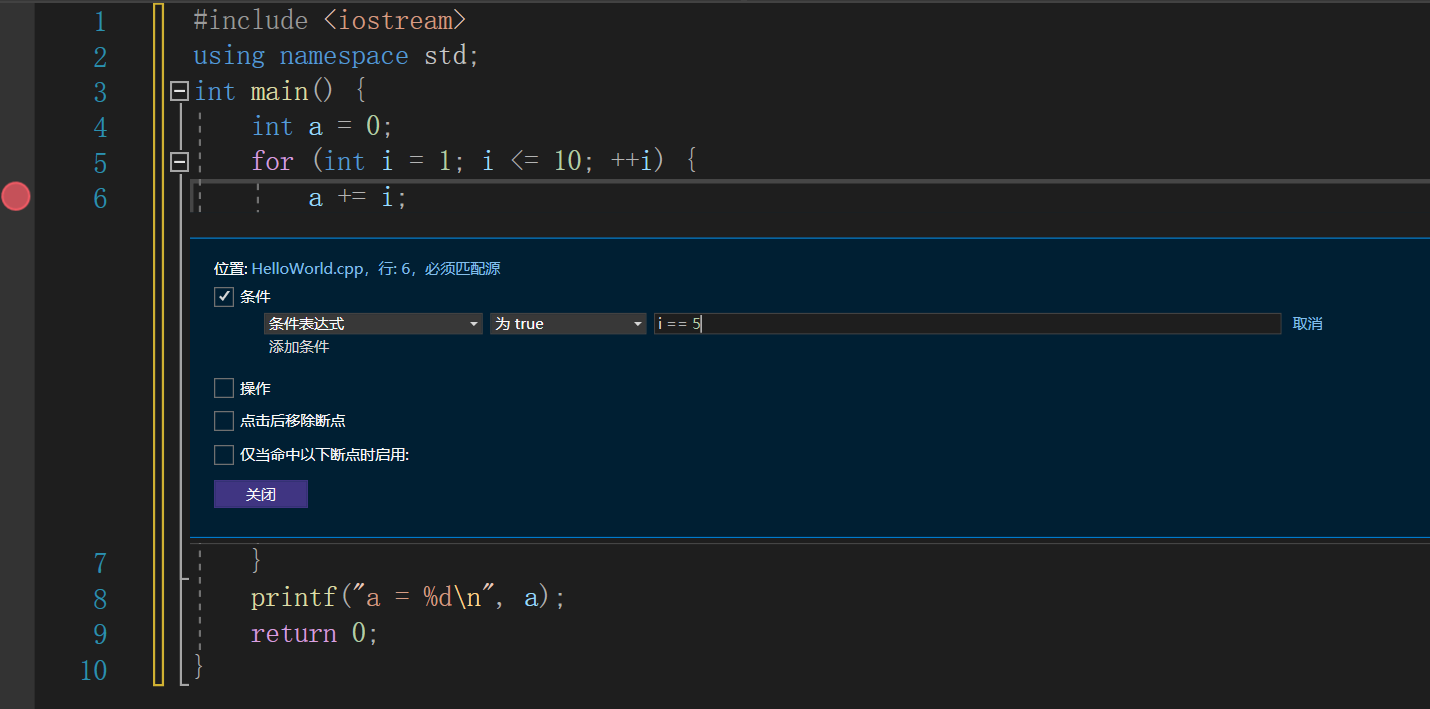 1 #include <iostream>
2 using namespace std;
3 int main() {
4 int a = 0;
5 for (int i = 1; i <= 10; ++i) {
6 a += i;
位置: HelloWorld.cpp，行: 6，必须匹配源
条件
条件表达式 为 true i == 5 取消
添加条件
操作
点击后移除断点
仅当命中以下断点时启用:
关闭
7 }
8 printf("a = %d\n", a);
9 return 0;
10 }